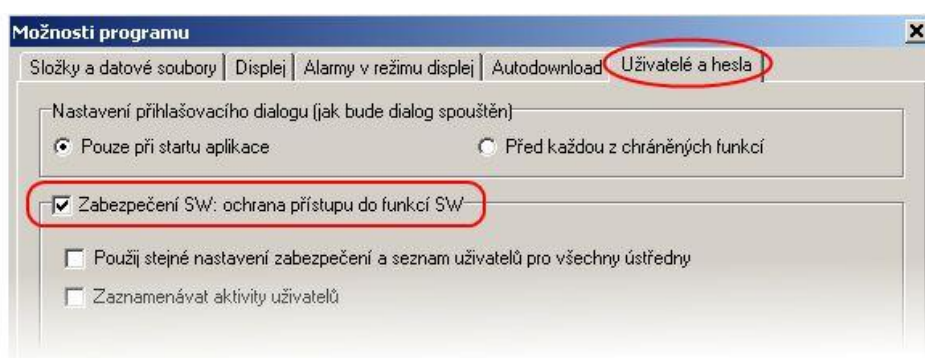 Možnosti programu
Složky a datové soubory Displej Alarmy v režimu displej Autodownload Uživatelé a hesla
Nastavení přihlašovacího dialogu (jak bude dialog spouštěn)
Pouze při startu aplikace Před každou z chráněných funkcí
Zabezpečení SW: ochrana přístupu do funkcí SW
Použij stejné nastavení zabezpečení a seznam uživatelů pro všechny ústředny
Zaznamenávat aktivity uživatelů